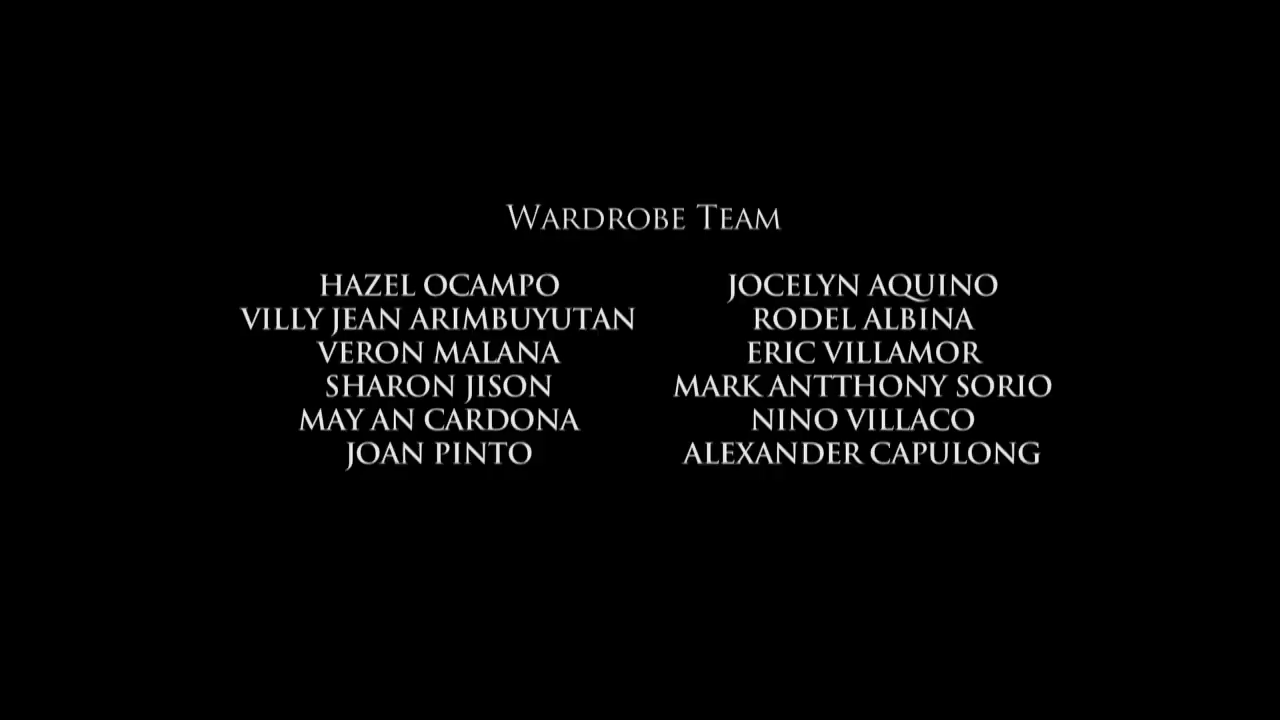 Wardrobe Team
HAZEL OCAMPO
VILLY JEAN ARIMBUYUTAN
VERON MALANA
SHARON JISON
MAY AN CARDONA
JOAN PINTO
JOCELYN AQUINO
RODEL ALBINA
ERIC VILLAMOR
MARK ANTTHONY SORIO
NINO VILLACO
ALEXANDER CAPULONG